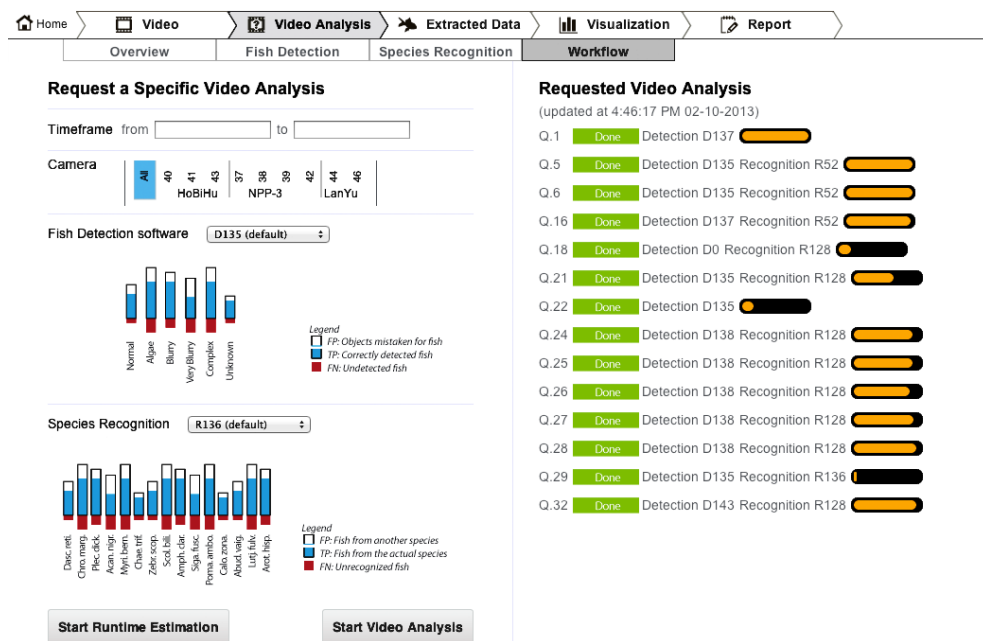 Home Video Video Analysis Extracted Data Visualization Report
Overview Fish Detection Species Recognition Workflow
Request a Specific Video Analysis
Timeframe from to
Camera
All 40 41 43 37 38 39 42 44 46
HoBiHu NPP-3 LanYu
Fish Detection software D135 (default)
Normal Algae Blurry Very Blurry Complex Unknown
Legend
FP: Objects mistaken for fish
TP: Correctly detected fish
FN: Undetected fish
Species Recognition R136 (default)
Dasc. reti. Chro. marg. Plec. dick. Acan. nigr. Myri. bern. Chae. trif. Zebr. scop. Scol. bili. Amph. clar. Siga. fusc. Poma. ambo. Calo. zona. Abud. vaig. Lutj. fulv. Arot. hisp.
Legend
FP: Fish from another species
TP: Fish from the actual species
FN: Unrecognized fish
Start Runtime Estimation Start Video Analysis
Requested Video Analysis
(updated at 4:46:17 PM 02-10-2013)
Q.1 Done Detection D137
Q.5 Done Detection D135 Recognition R52
Q.6 Done Detection D135 Recognition R52
Q.16 Done Detection D137 Recognition R52
Q.18 Done Detection D0 Recognition R128
Q.21 Done Detection D135 Recognition R128
Q.22 Done Detection D135
Q.24 Done Detection D138 Recognition R128
Q.25 Done Detection D138 Recognition R128
Q.26 Done Detection D138 Recognition R128
Q.27 Done Detection D138 Recognition R128
Q.28 Done Detection D138 Recognition R128
Q.29 Done Detection D135 Recognition R136
Q.32 Done Detection D143 Recognition R128